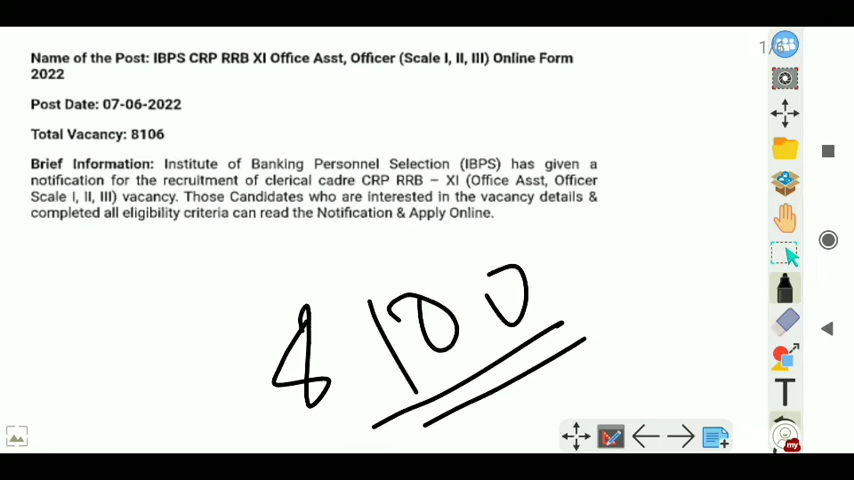 1/6
Name of the Post: IBPS CRP RRB XI Office Asst, Officer (Scale I, II, III) Online Form
2022
Post Date: 07-06-2022
Total Vacancy: 8106
Brief Information: Institute of Banking Personnel Selection (IBPS) has given a
notification for the recruitment of clerical cadre CRP RRB – XI (Office Asst, Officer
Scale I, II, III) vacancy. Those Candidates who are interested in the vacancy details &
completed all eligibility criteria can read the Notification & Apply Online.
8100
T
my